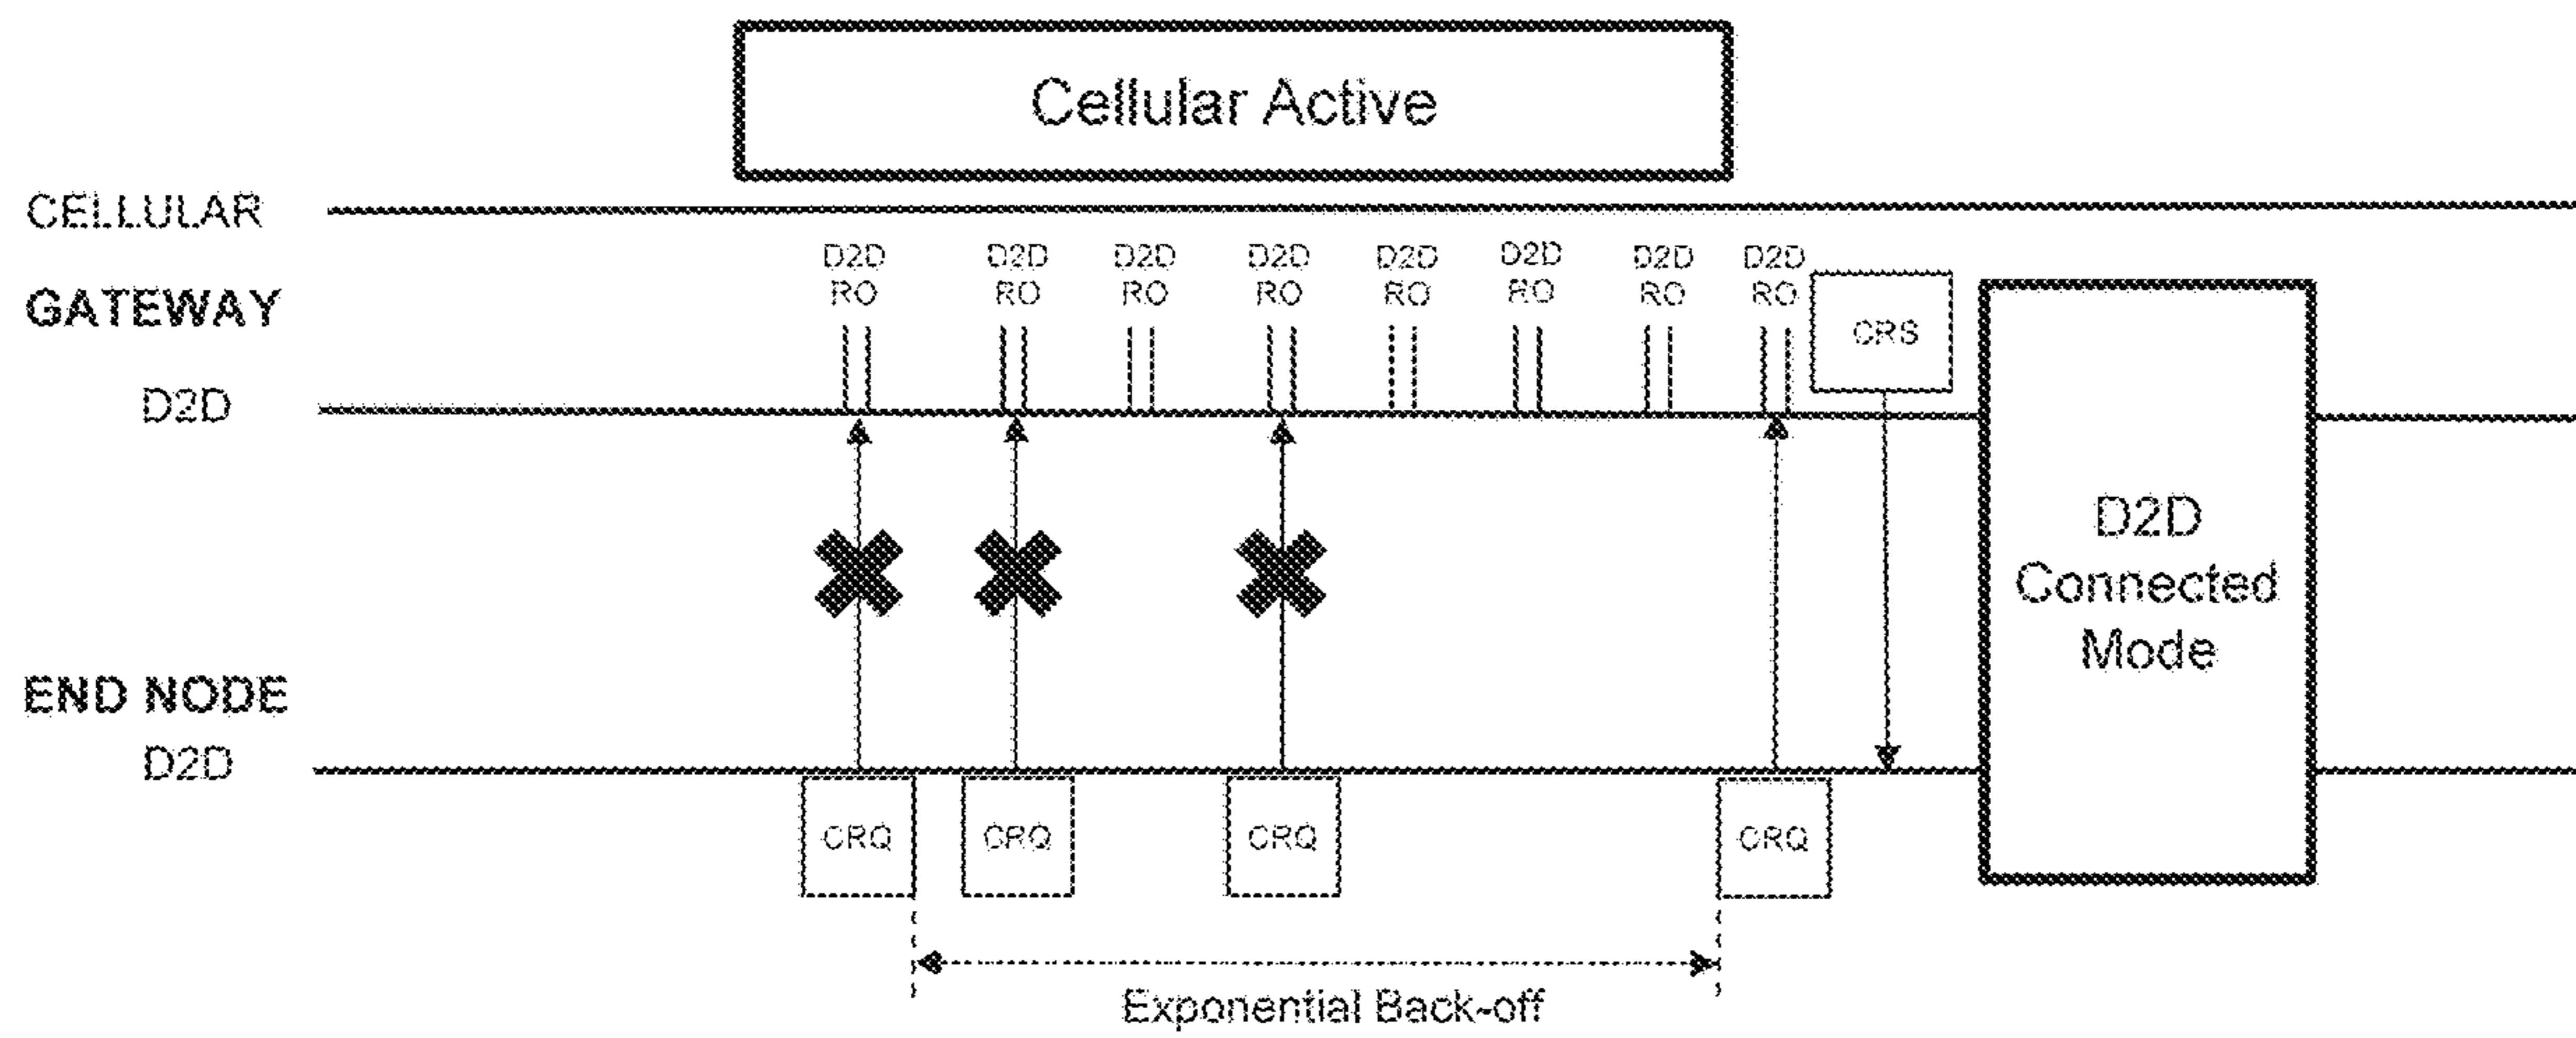 Cellular Active
CELLULAR
D2D D2D D2D D2D D2D D2D D2D D2D
RO RO RO RO RO RO RO RO
GATEWAY
CRS
D2D
D2D
Connected
Mode
END NODE
D2D
CRQ CRQ CRQ CRQ
Exponential Back-off